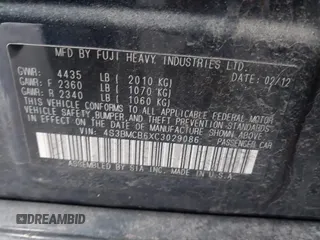 MFD. BY FUJI HEAVY INDUSTRIES LTD.
DATE: 02/12
GVWR: 4435 LB ( 2010 KG)
GAWR: F 2360 LB ( 1070 KG)
GAWR: R 2340 LB ( 1060 KG)
THIS VEHICLE CONFORMS TO ALL APPLICABLE FEDERAL MOTOR
VEHICLE SAFETY, BUMPER, AND THEFT PREVENTION STANDARDS
IN EFFECT ON THE DATE OF MANUFACTURE SHOWN ABOVE.
VIN: 4S3BMCB6XC3029086
PASSENGER CAR
ASSEMBLED BY SIA INC. MADE IN U.S.A.
DREAMBID